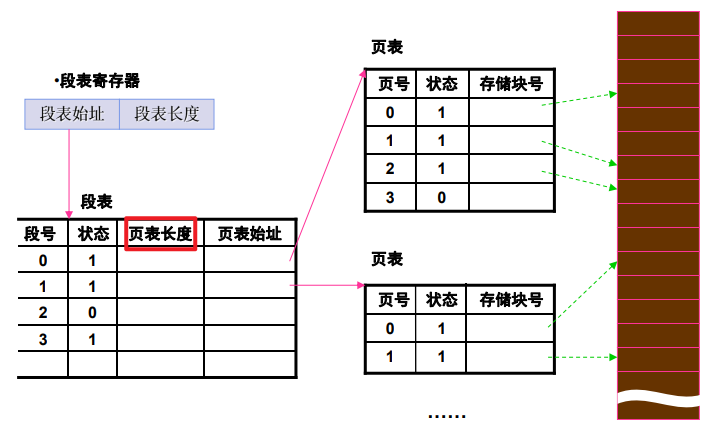 •段表寄存器
段表始址 段表长度
段表
段号 状态 页表长度 页表始址
0 1
1 1
2 0
3 1
页表
页号 状态 存储块号
0 1
1 1
2 1
3 0
页表
页号 状态 存储块号
0 1
1 1
……